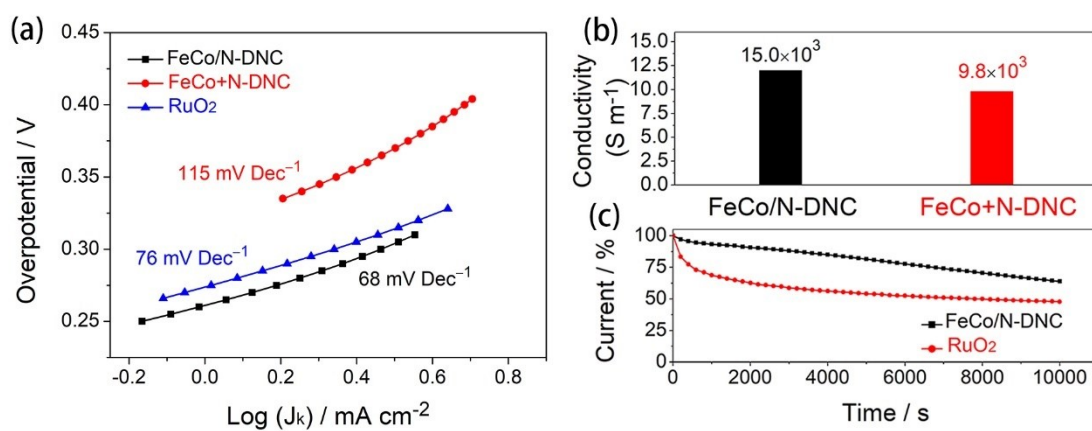 (a)
0.45
0.40
0.35
0.30
0.25
Overpotential / V
FeCo/N-DNC
FeCo+N-DNC
RuO₂
115 mV Dec⁻¹
76 mV Dec⁻¹
68 mV Dec⁻¹
-0.2 0.0 0.2 0.4 0.6 0.8
Log (Jₖ) / mA cm⁻²
(b)
Conductivity
(S m⁻¹)
15.0
12.5
10.0
7.5
5.0
2.5
0.0
15.0×10³
9.8×10³
FeCo/N-DNC FeCo+N-DNC
(c)
Current / %
100
75
50
25
0
FeCo/N-DNC
RuO₂
0 2000 4000 6000 8000 10000
Time / s